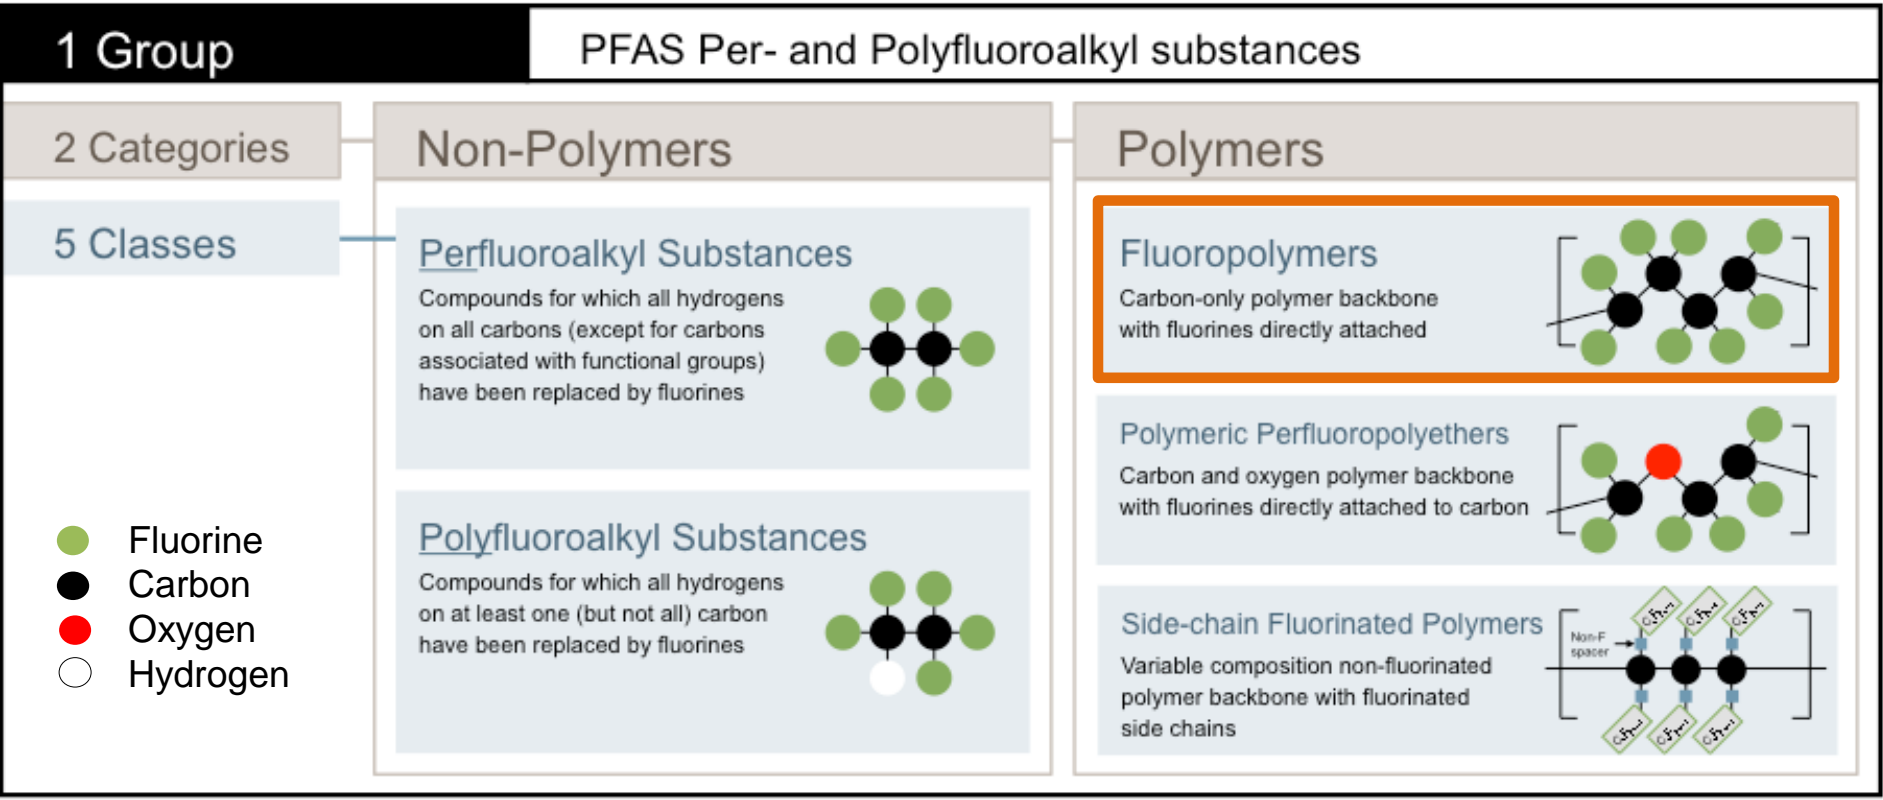 1 Group
PFAS Per- and Polyfluoroalkyl substances
2 Categories
Non-Polymers
Polymers
5 Classes
Perfluoroalkyl Substances
Compounds for which all hydrogens
on all carbons (except for carbons
associated with functional groups)
have been replaced by fluorines
Polyfluoroalkyl Substances
Compounds for which all hydrogens
on at least one (but not all) carbon
have been replaced by fluorines
Fluoropolymers
Carbon-only polymer backbone
with fluorines directly attached
Polymeric Perfluoropolyethers
Carbon and oxygen polymer backbone
with fluorines directly attached to carbon
Side-chain Fluorinated Polymers
Variable composition non-fluorinated
polymer backbone with fluorinated
side chains
Non-F
spacer
Fluorine
Carbon
Oxygen
Hydrogen